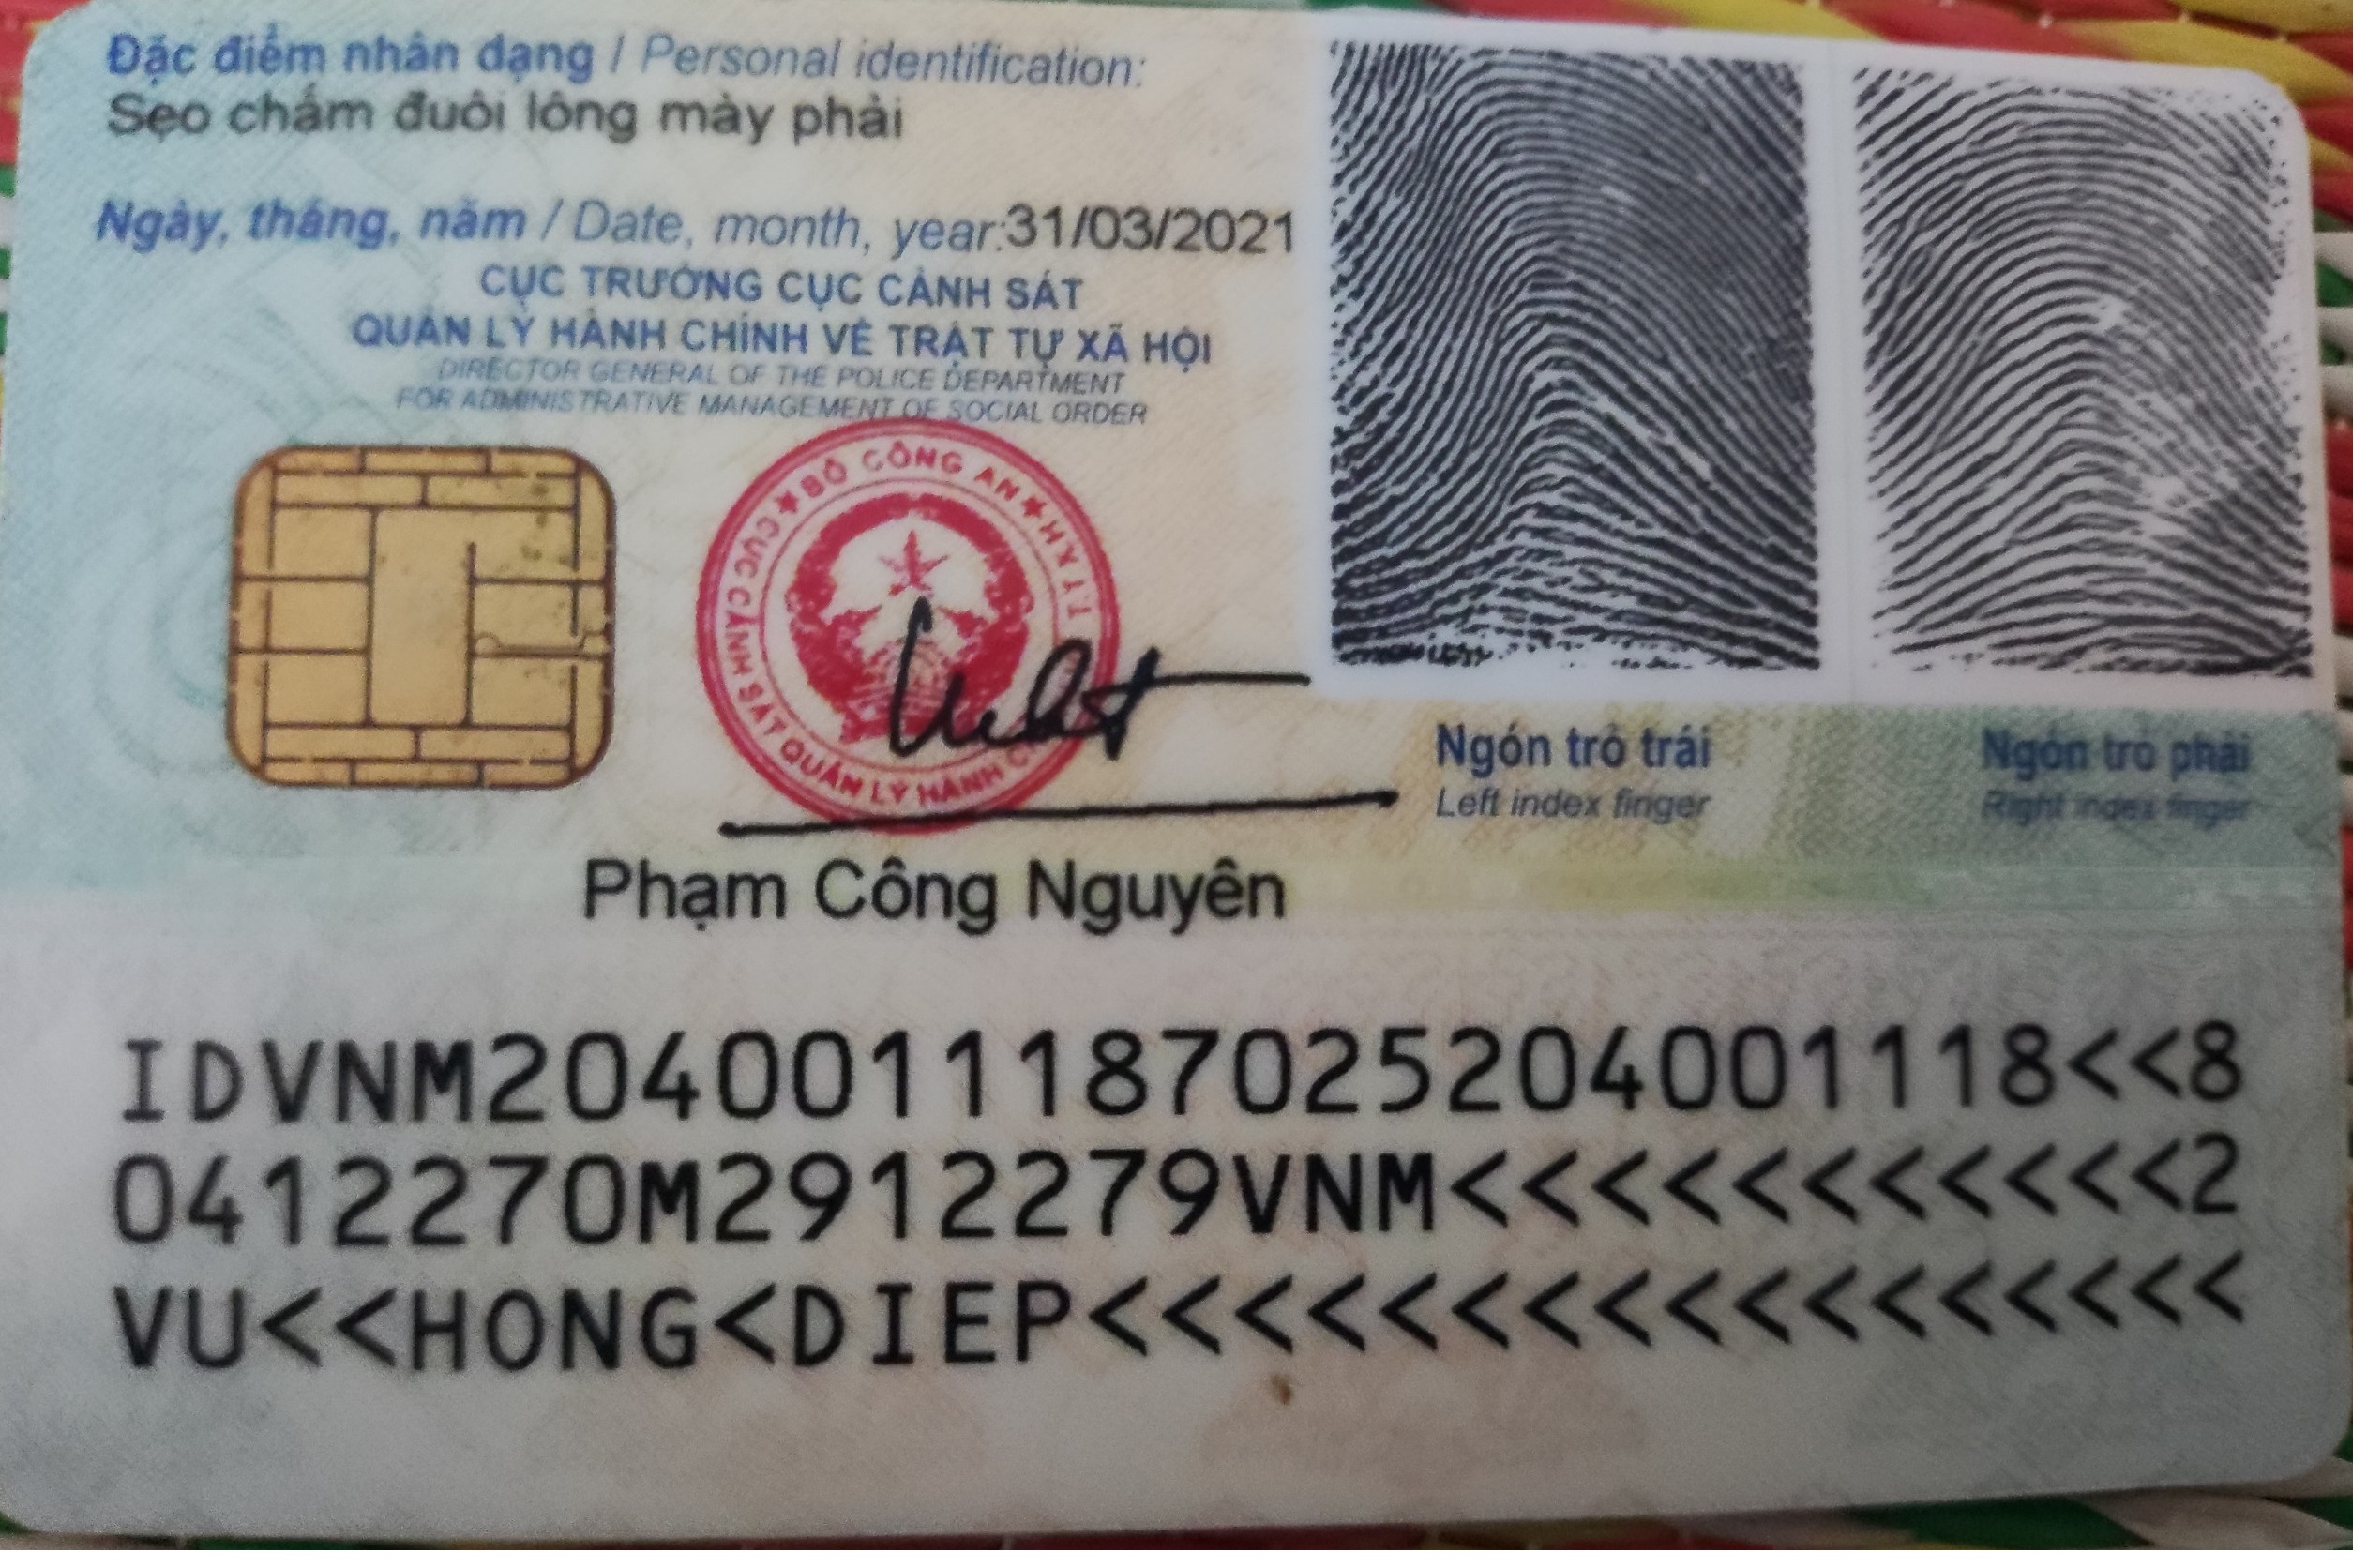 Đặc điểm nhân dạng / Personal identification:
Sẹo chấm đuôi lông mày phải
Ngày, tháng, năm / Date, month, year:31/03/2021
CỤC TRƯỞNG CỤC CẢNH SÁT
QUẢN LÝ HÀNH CHÍNH VỀ TRẬT TỰ XÃ HỘI
DIRECTOR GENERAL OF THE POLICE DEPARTMENT
FOR ADMINISTRATIVE MANAGEMENT OF SOCIAL ORDER
BỘ CÔNG AN
CỤC CẢNH SÁT QUẢN LÝ HÀNH TTXH
Phạm Công Nguyên
Ngón trỏ trái
Left index finger
Ngón trỏ phải
Right index finger
IDVNM2040011187025204001118<<8
0412270M2912279VNM<<<<<<<<<<<2
VU<<HONG<DIEP<<<<<<<<<<<<<<<<<